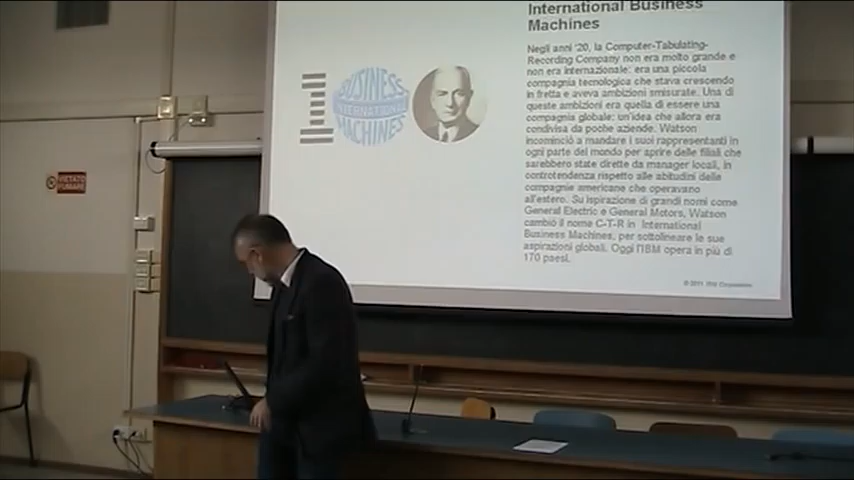 International Business
Machines
Negli anni '20, la Computer-Tabulating-
Recording Company non era molto grande e
non era internazionale: era una piccola
compagnia tecnologica che stava crescendo
in fretta e aveva ambizioni smisurate. Una di
queste ambizioni era quella di essere una
compagnia globale: un'idea che allora era
condivisa da poche aziende. Watson
incominciò a mandare i suoi rappresentanti in
ogni parte del mondo per aprire delle filiali che
sarebbero state dirette da manager locali, in
controtendenza rispetto alle abitudini delle
compagnie americane che operavano
all'estero. Su ispirazione di grandi nomi come
General Electric e General Motors, Watson
cambiò il nome C-T-R in International
Business Machines, per sottolineare le sue
aspirazioni globali. Oggi l'IBM opera in più di
170 paesi.
BUSINESS
INTERNATIONAL
MACHINES
VIETATO
FUMARE
© 2011 IBM Corporation